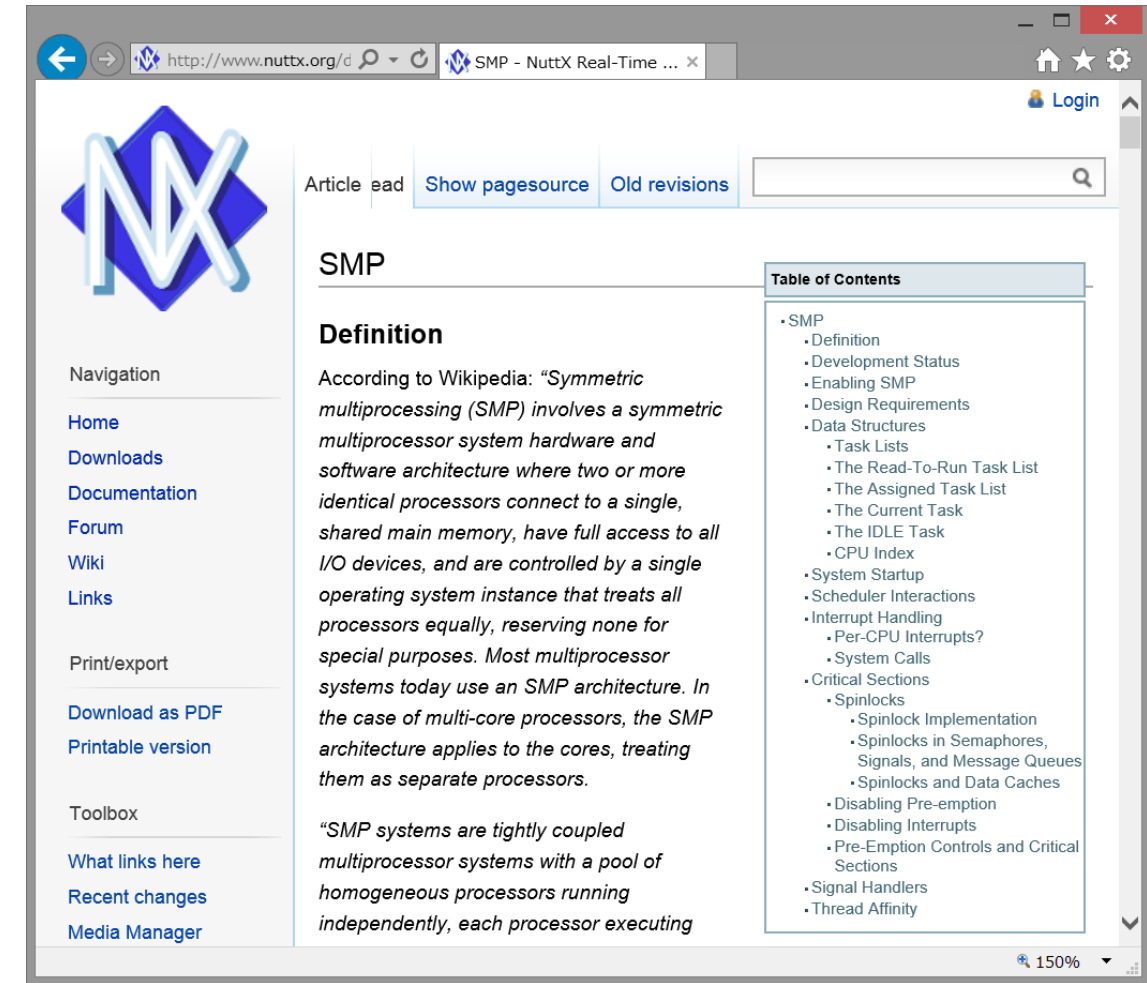 http://www.nuttx.org/d
SMP - NuttX Real-Time ...
Login
NX
Article
ead
Show pagesource
Old revisions
Navigation
Home
Downloads
Documentation
Forum
Wiki
Links
Print/export
Download as PDF
Printable version
Toolbox
What links here
Recent changes
Media Manager
SMP
Definition
According to Wikipedia: “Symmetric
multiprocessing (SMP) involves a symmetric
multiprocessor system hardware and
software architecture where two or more
identical processors connect to a single,
shared main memory, have full access to all
I/O devices, and are controlled by a single
operating system instance that treats all
processors equally, reserving none for
special purposes. Most multiprocessor
systems today use an SMP architecture. In
the case of multi-core processors, the SMP
architecture applies to the cores, treating
them as separate processors.
“SMP systems are tightly coupled
multiprocessor systems with a pool of
homogeneous processors running
independently, each processor executing
Table of Contents
SMP
Definition
Development Status
Enabling SMP
Design Requirements
Data Structures
Task Lists
The Read-To-Run Task List
The Assigned Task List
The Current Task
The IDLE Task
CPU Index
System Startup
Scheduler Interactions
Interrupt Handling
Per-CPU Interrupts?
System Calls
Critical Sections
Spinlocks
Spinlock Implementation
Spinlocks in Semaphores,
Signals, and Message Queues
Spinlocks and Data Caches
Disabling Pre-emption
Disabling Interrupts
Pre-Emption Controls and Critical
Sections
Signal Handlers
Thread Affinity
150%